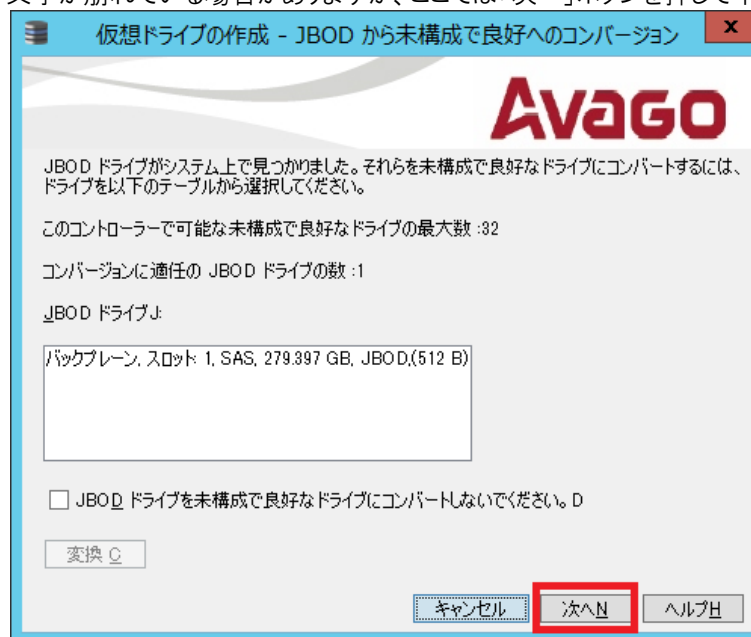 仮想ドライブの作成 - JBOD から未構成で良好へのコンバージョン
x
AVAGO
JBOD ドライブがシステム上で見つかりました。それらを未構成で良好なドライブにコンバートするには、
ドライブを以下のテーブルから選択してください。
このコントローラーで可能な未構成で良好なドライブの最大数 :32
コンバージョンに適任の JBOD ドライブの数 :1
JBOD ドライブJ:
バックプレーン, スロット: 1, SAS, 279.397 GB, JBOD,(512 B)
JBOD ドライブを未構成で良好なドライブにコンバートしないでください。D
変換 C
キャンセル 次へN ヘルプH